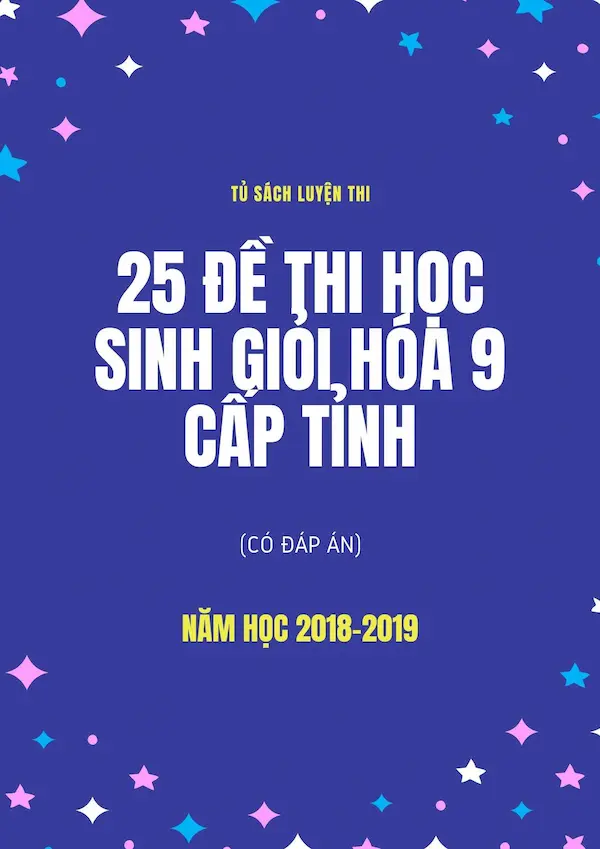 TỦ SÁCH LUYỆN THI
25 ĐỀ THI HỌC
SINH GIỎI HÓA 9
CẤP TỈNH
(CÓ ĐÁP ÁN)
NĂM HỌC 2018-2019